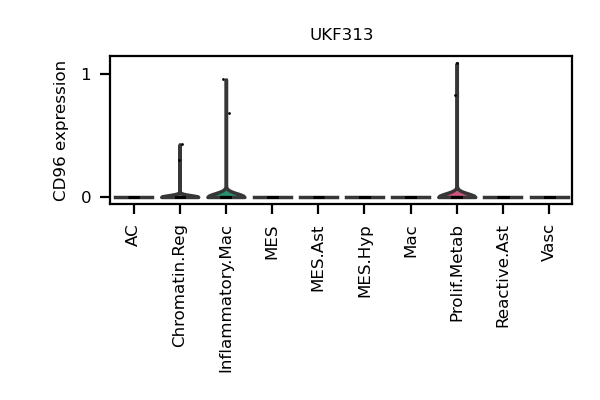 UKF313
CD96 expression
1
0
AC
Chromatin.Reg
Inflammatory.Mac
MES
MES.Ast
MES.Hyp
Mac
Prolif.Metab
Reactive.Ast
Vasc